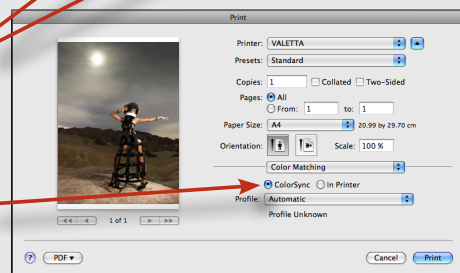 Print
Printer: VALETTA
Presets: Standard
Copies: 1 Collated Two-Sided
Pages: All
From: 1 to: 1
Paper Size: A4 20.99 by 29.70 cm
Orientation: Scale: 100 %
Color Matching
ColorSync In Printer
Profile: Automatic
Profile Unknown
1 of 1
? PDF Cancel Print